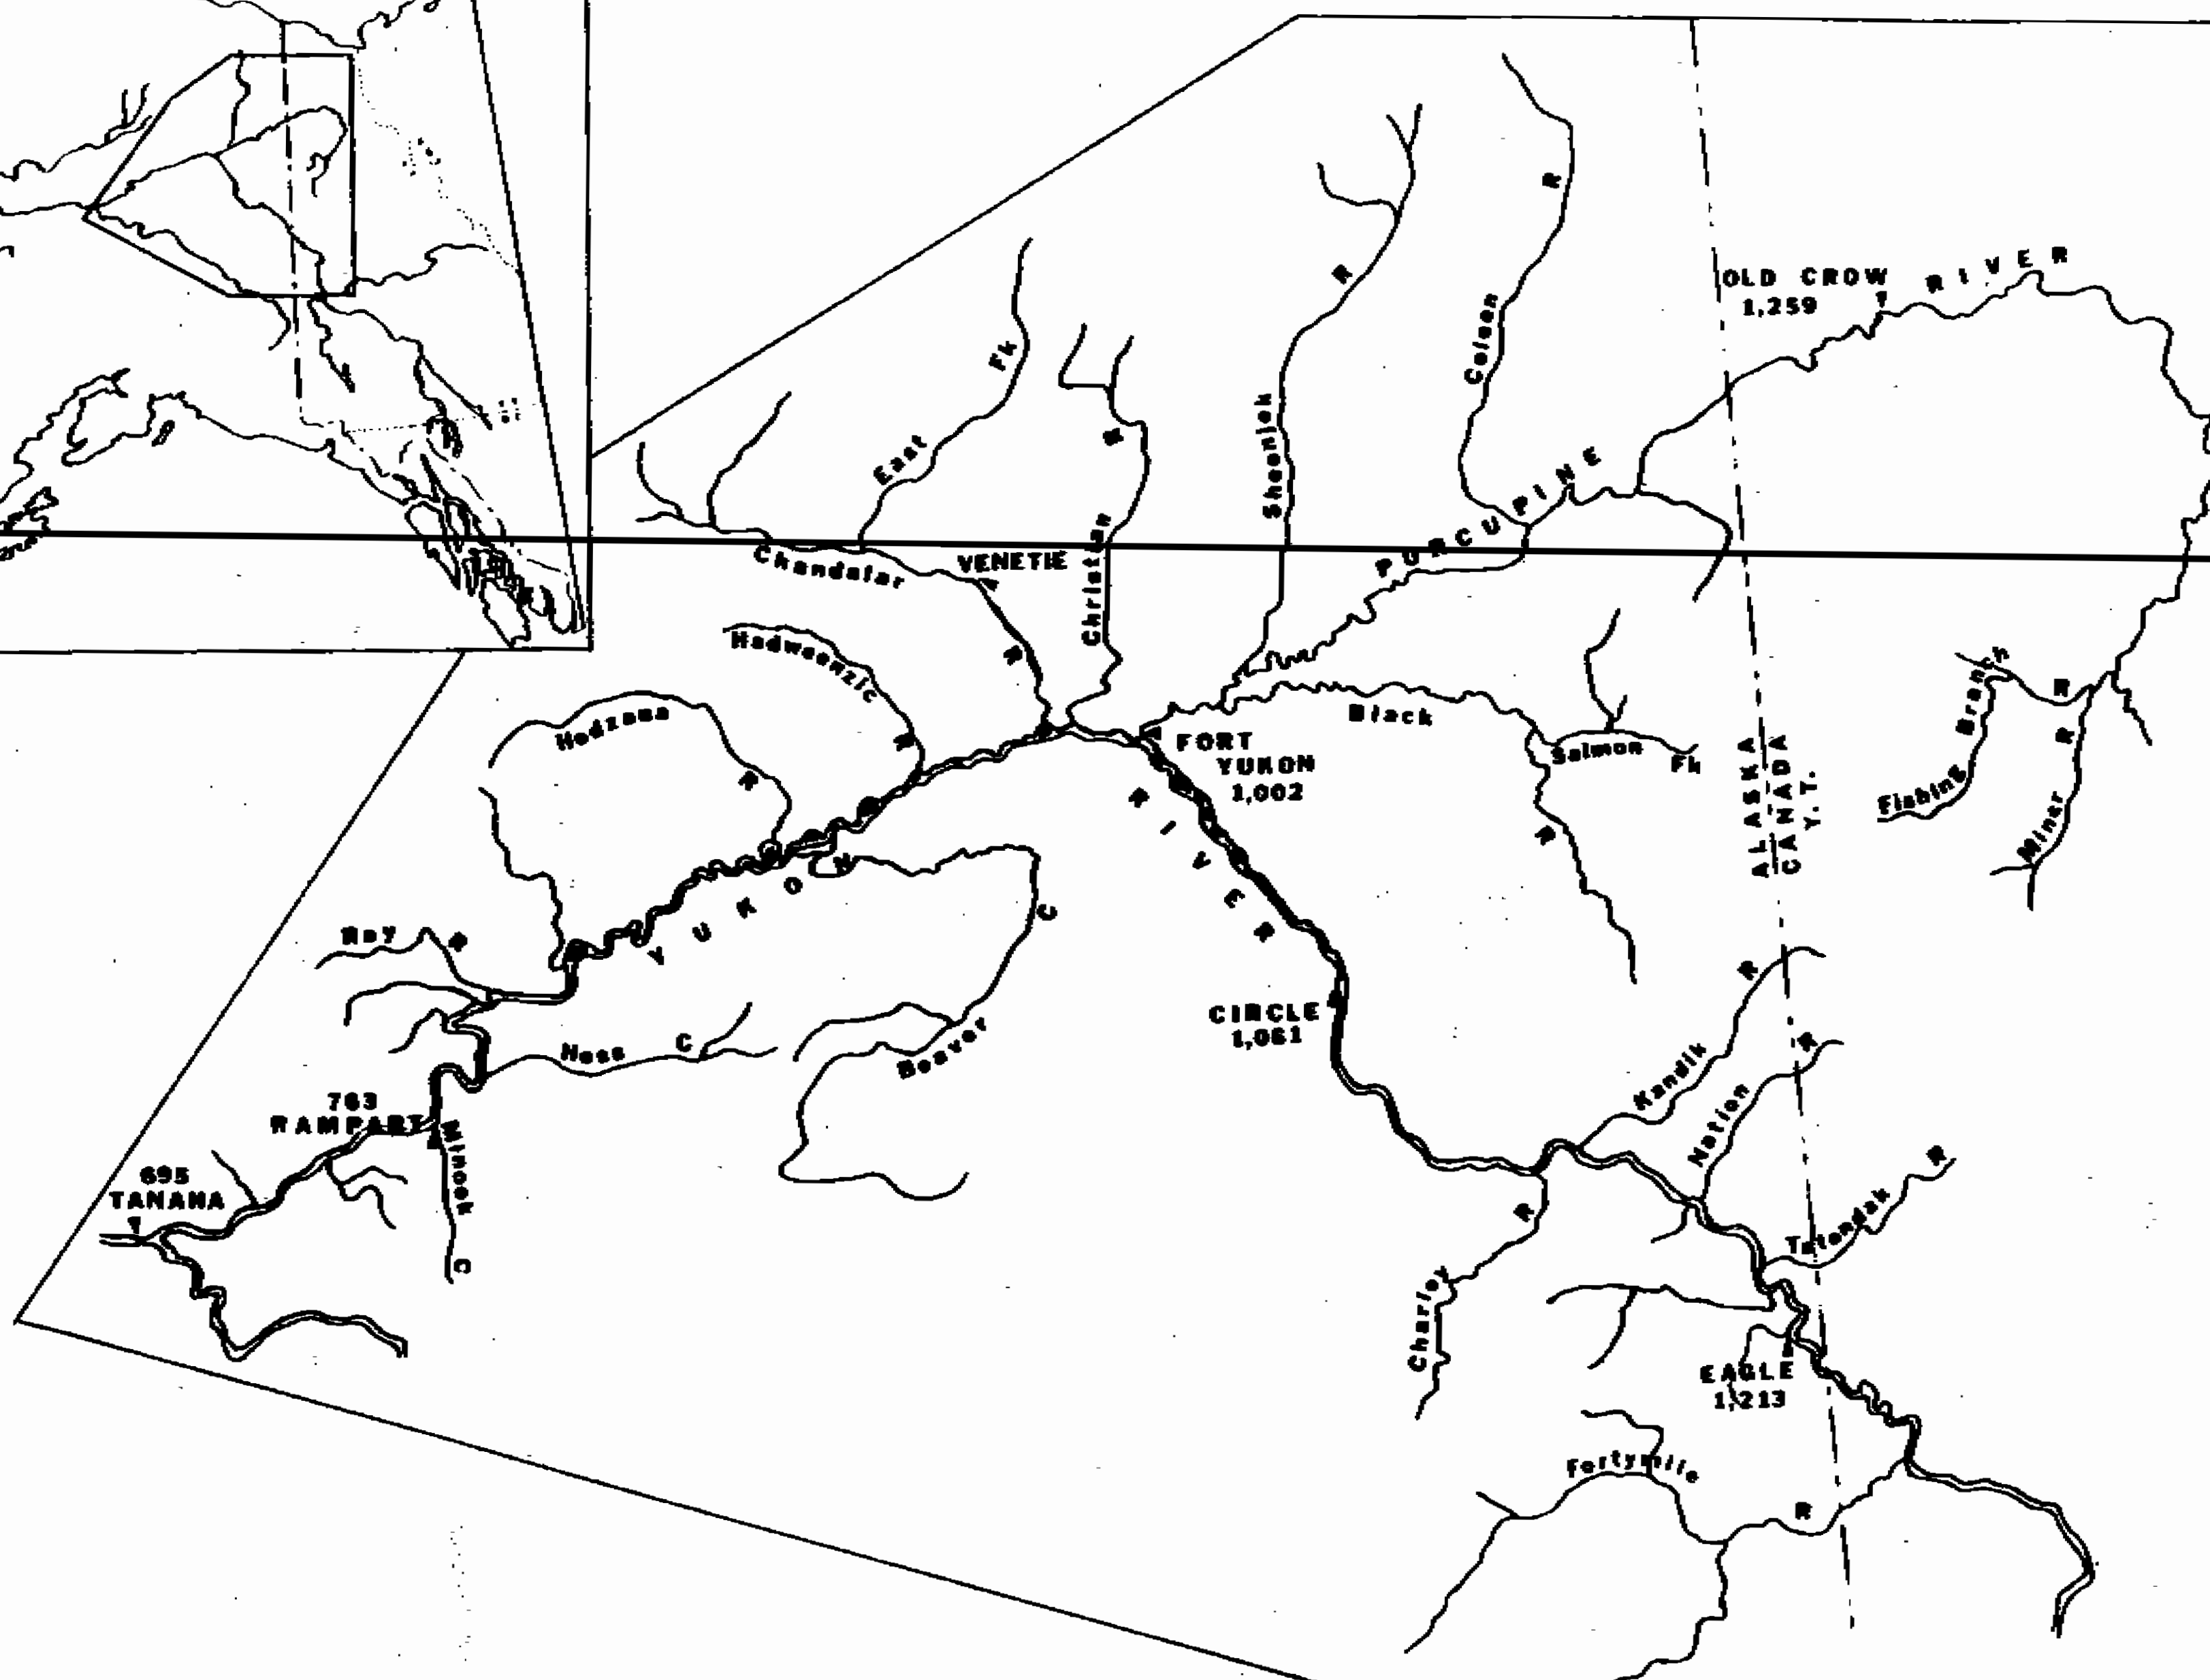 OLD CROW
1,259
RIVER
R
R
Coleen
Fk
East
R
Sheenjek
PORCUPINE
Chandalar
R
VENETIE
Christian
Hadweenzic
R
Hodzana
R
Black
R
Salmon
Fk
FORT
YUKON
1,002
Fishing Branch
R
Miner R
ALASKA
CANADA
Y.T.
YUKON
RIVER
Ray
R
Hess
C
Beaver
C
CIRCLE
1,061
Kandik
R
Nation
R
763
RAMPART
C
695
TANANA
Tatondak
R
Charley
R
EAGLE
1,213
Fortymile
R